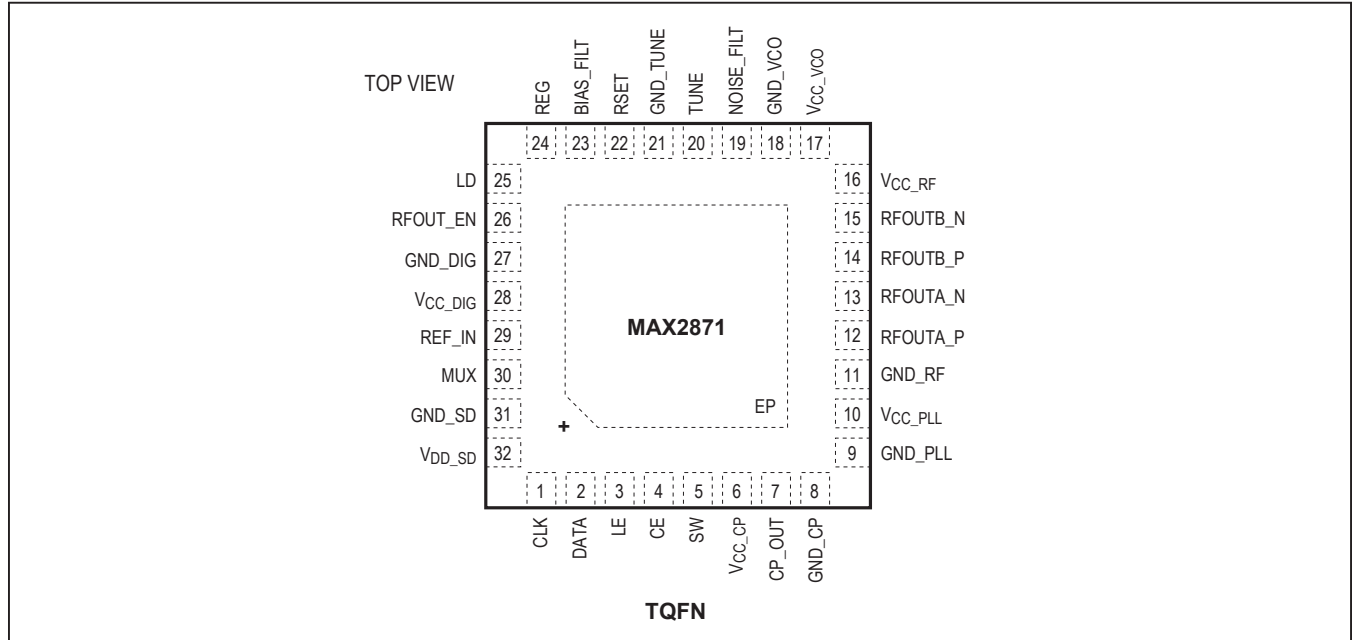 TOP VIEW
REG
BIAS_FILT
RSET
GND_TUNE
TUNE
NOISE_FILT
GND_VCO
VCC_VCO
24 23 22 21 20 19 18 17
LD 25
RFOUT_EN 26
GND_DIG 27
VCC_DIG 28
REF_IN 29
MUX 30
GND_SD 31
VDD_SD 32
MAX2871
EP
+
16 VCC_RF
15 RFOUTB_N
14 RFOUTB_P
13 RFOUTA_N
12 RFOUTA_P
11 GND_RF
10 VCC_PLL
9 GND_PLL
1 2 3 4 5 6 7 8
CLK
DATA
LE
CE
SW
VCC_CP
CP_OUT
GND_CP
TQFN